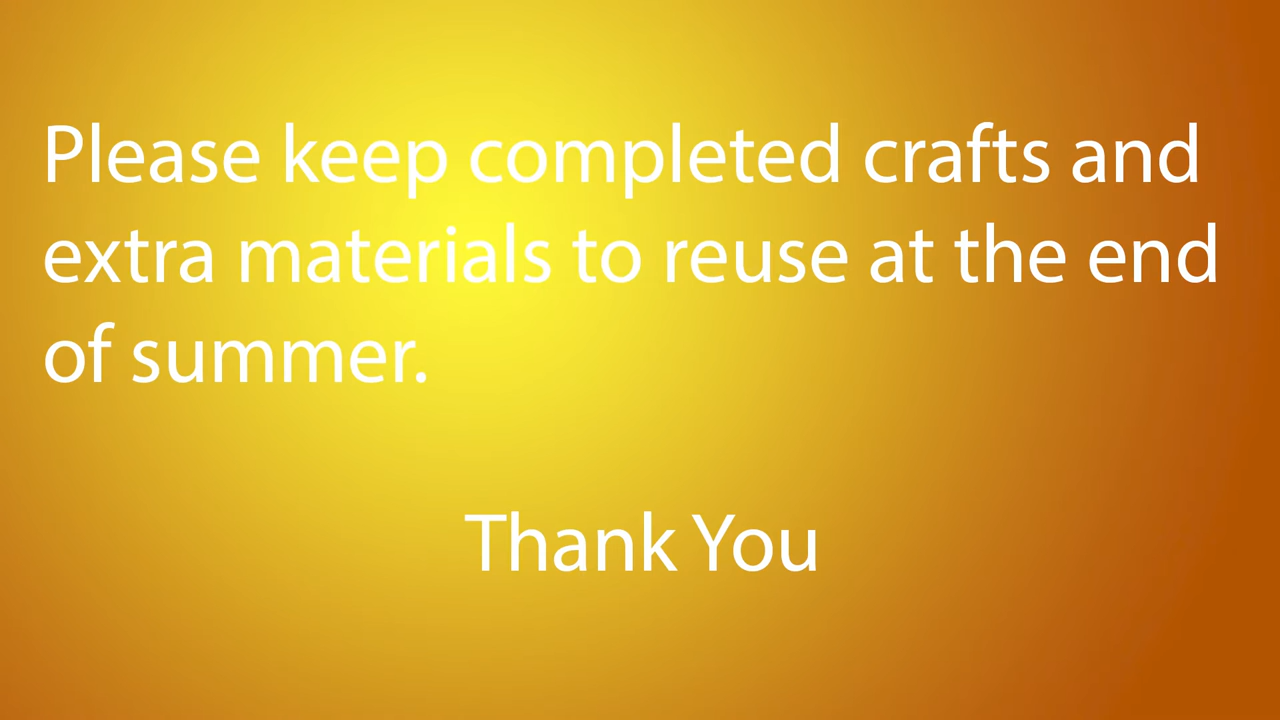 Please keep completed crafts and
extra materials to reuse at the end
of summer.
Thank You